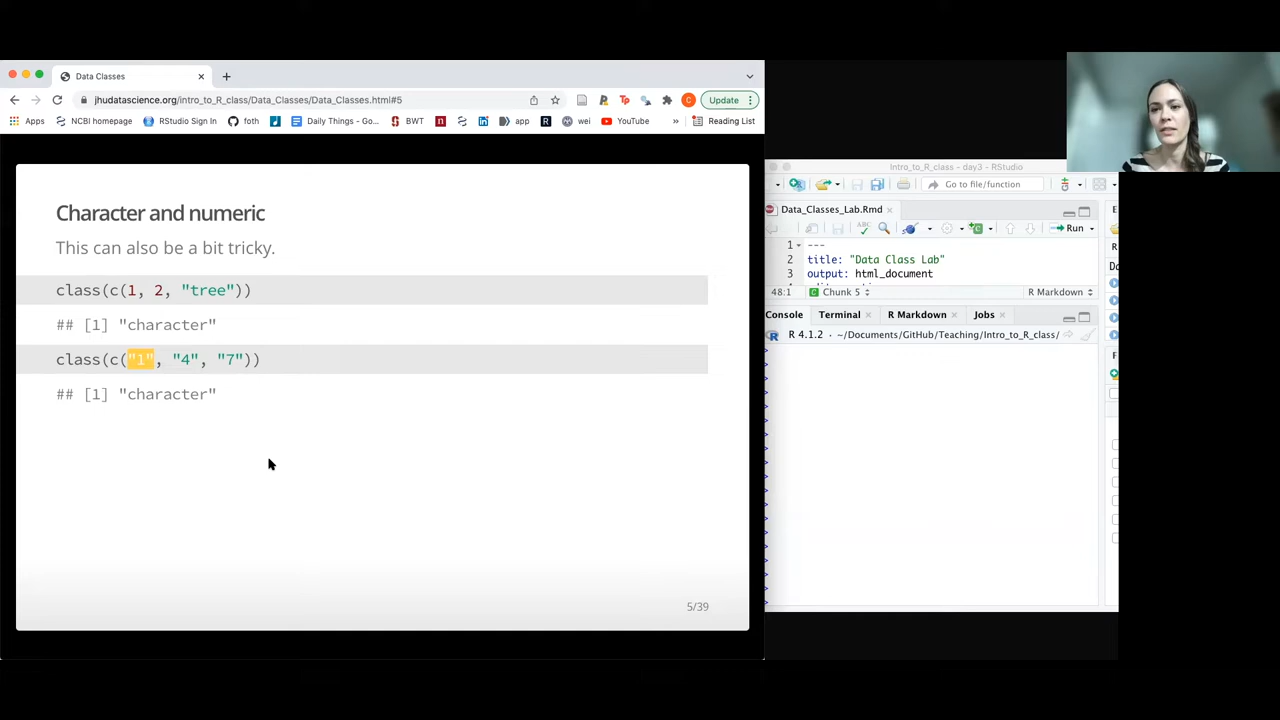 Data Classes
jhudatascience.org/intro_to_R_class/Data_Classes/Data_Classes.html#5
Update
Apps
NCBI homepage
RStudio Sign In
foth
Daily Things - Go...
BWT
app
wei
YouTube
»
Reading List
Character and numeric
This can also be a bit tricky.
class(c(1, 2, "tree"))
## [1] "character"
class(c("1", "4", "7"))
## [1] "character"
5/39
Intro_to_R_class - day3 - RStudio
Go to file/function
Data_Classes_Lab.Rmd
Run
1 ---
2 title: "Data Class Lab"
3 output: html_document
48:1 Chunk 5 R Markdown
Console Terminal R Markdown Jobs
R 4.1.2 · ~/Documents/GitHub/Teaching/Intro_to_R_class/